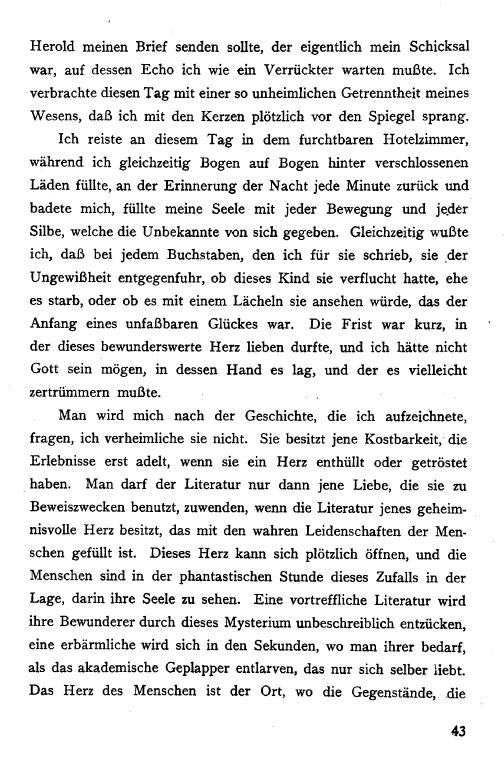 Herold meinen Brief senden sollte, der eigentlich mein Schicksal
war, auf dessen Echo ich wie ein Verrückter warten mußte. Ich
verbrachte diesen Tag mit einer so unheimlichen Getrenntheit meines
Wesens, daß ich mit den Kerzen plötzlich vor den Spiegel sprang.
Ich reiste an diesem Tag in dem furchtbaren Hotelzimmer,
während ich gleichzeitig Bogen auf Bogen hinter verschlossenen
Läden füllte, an der Erinnerung der Nacht jede Minute zurück und
badete mich, füllte meine Seele mit jeder Bewegung und jeder
Silbe, welche die Unbekannte von sich gegeben. Gleichzeitig wußte
ich, daß bei jedem Buchstaben, den ich für sie schrieb, sie der
Ungewißheit entgegenfuhr, ob dieses Kind sie verflucht hatte, ehe
es starb, oder ob es mit einem Lächeln sie ansehen würde, das der
Anfang eines unfaßbaren Glückes war. Die Frist war kurz, in
der dieses bewunderswerte Herz lieben durfte, und ich hätte nicht
Gott sein mögen, in dessen Hand es lag, und der es vielleicht
zertrümmern mußte.
Man wird mich nach der Geschichte, die ich aufzeichnete,
fragen, ich verheimliche sie nicht. Sie besitzt jene Kostbarkeit, die
Erlebnisse erst adelt, wenn sie ein Herz enthüllt oder getröstet
haben. Man darf der Literatur nur dann jene Liebe, die sie zu
Beweiszwecken benutzt, zuwenden, wenn die Literatur jenes geheim-
nisvolle Herz besitzt, das mit den wahren Leidenschaften der Men-
schen gefüllt ist. Dieses Herz kann sich plötzlich öffnen, und die
Menschen sind in der phantastischen Stunde dieses Zufalls in der
Lage, darin ihre Seele zu sehen. Eine vortreffliche Literatur wird
ihre Bewunderer durch dieses Mysterium unbeschreiblich entzücken,
eine erbärmliche wird sich in den Sekunden, wo man ihrer bedarf,
als das akademische Geplapper entlarven, das nur sich selber liebt.
Das Herz des Menschen ist der Ort, wo die Gegenstände, die
43